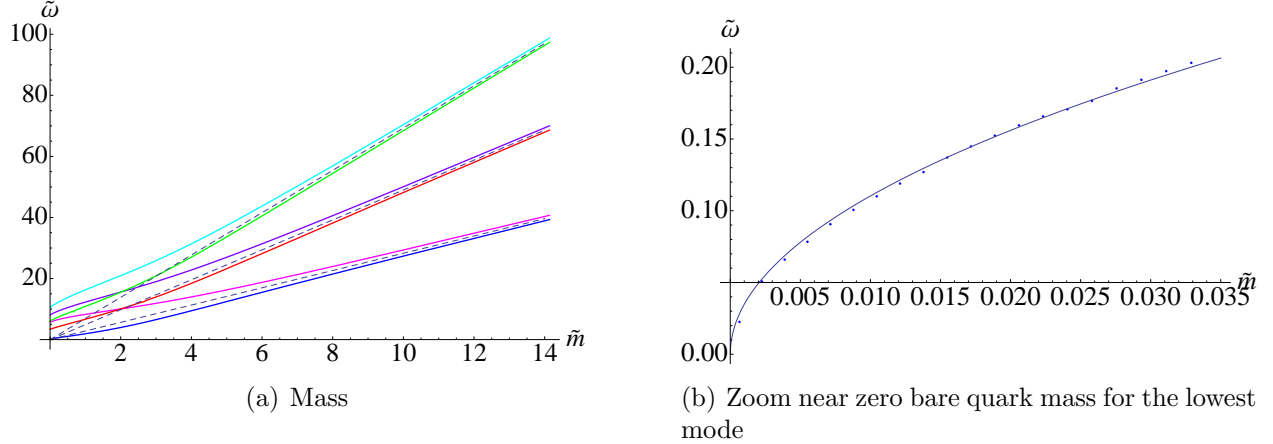 ω̃
100
80
60
40
20
2 4 6 8 10 12 14 m̃
(a) Mass
ω̃
0.20
0.15
0.10
0.00
0.005 0.010 0.015 0.020 0.025 0.030 0.035 m̃
(b) Zoom near zero bare quark mass for the lowest
mode